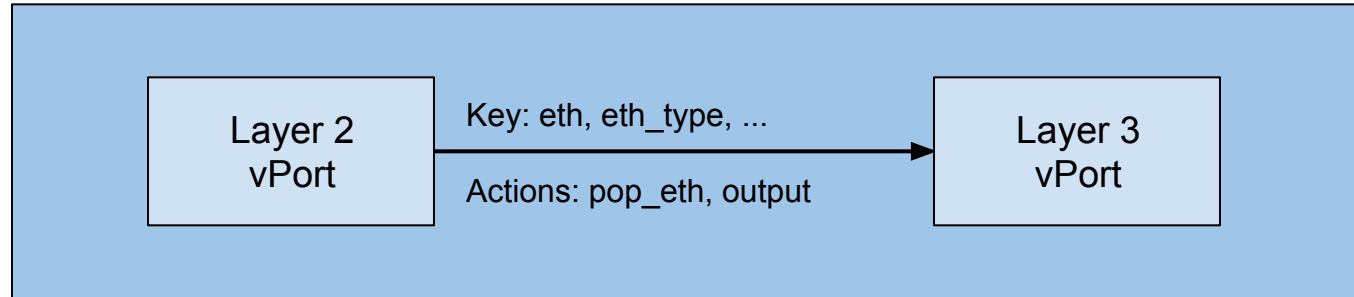 Layer 2
vPort
Key: eth, eth_type, ...
Actions: pop_eth, output
Layer 3
vPort